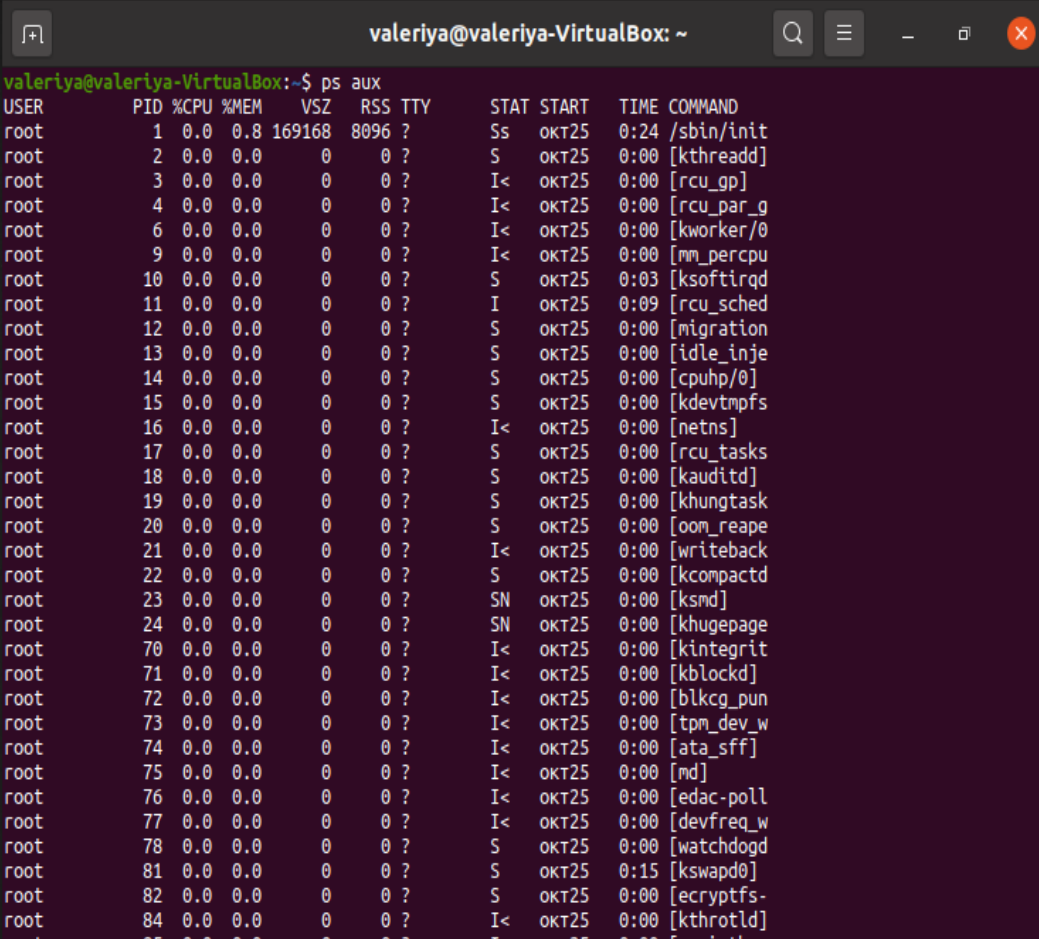 valeriya@valeriya-VirtualBox: ~
valeriya@valeriya-VirtualBox:~$ ps aux
USER PID %CPU %MEM VSZ RSS TTY STAT START TIME COMMAND
root 1 0.0 0.8 169168 8096 ? Ss окт25 0:24 /sbin/init
root 2 0.0 0.0 0 0 ? S окт25 0:00 [kthreadd]
root 3 0.0 0.0 0 0 ? I< окт25 0:00 [rcu_gp]
root 4 0.0 0.0 0 0 ? I< окт25 0:00 [rcu_par_g
root 6 0.0 0.0 0 0 ? I< окт25 0:00 [kworker/0
root 9 0.0 0.0 0 0 ? I< окт25 0:00 [mm_percpu
root 10 0.0 0.0 0 0 ? S окт25 0:03 [ksoftirqd
root 11 0.0 0.0 0 0 ? I окт25 0:09 [rcu_sched
root 12 0.0 0.0 0 0 ? S окт25 0:00 [migration
root 13 0.0 0.0 0 0 ? S окт25 0:00 [idle_inje
root 14 0.0 0.0 0 0 ? S окт25 0:00 [cpuhp/0]
root 15 0.0 0.0 0 0 ? S окт25 0:00 [kdevtmpfs
root 16 0.0 0.0 0 0 ? I< окт25 0:00 [netns]
root 17 0.0 0.0 0 0 ? S окт25 0:00 [rcu_tasks
root 18 0.0 0.0 0 0 ? S окт25 0:00 [kauditd]
root 19 0.0 0.0 0 0 ? S окт25 0:00 [khungtask
root 20 0.0 0.0 0 0 ? S окт25 0:00 [oom_reape
root 21 0.0 0.0 0 0 ? I< окт25 0:00 [writeback
root 22 0.0 0.0 0 0 ? S окт25 0:00 [kcompactd
root 23 0.0 0.0 0 0 ? SN окт25 0:00 [ksmd]
root 24 0.0 0.0 0 0 ? SN окт25 0:00 [khugepage
root 70 0.0 0.0 0 0 ? I< окт25 0:00 [kintegrit
root 71 0.0 0.0 0 0 ? I< окт25 0:00 [kblockd]
root 72 0.0 0.0 0 0 ? I< окт25 0:00 [blkcg_pun
root 73 0.0 0.0 0 0 ? I< окт25 0:00 [tpm_dev_w
root 74 0.0 0.0 0 0 ? I< окт25 0:00 [ata_sff]
root 75 0.0 0.0 0 0 ? I< окт25 0:00 [md]
root 76 0.0 0.0 0 0 ? I< окт25 0:00 [edac-poll
root 77 0.0 0.0 0 0 ? I< окт25 0:00 [devfreq_w
root 78 0.0 0.0 0 0 ? S окт25 0:00 [watchdogd
root 81 0.0 0.0 0 0 ? S окт25 0:15 [kswapd0]
root 82 0.0 0.0 0 0 ? S окт25 0:00 [ecryptfs-
root 84 0.0 0.0 0 0 ? I< окт25 0:00 [kthrotld]